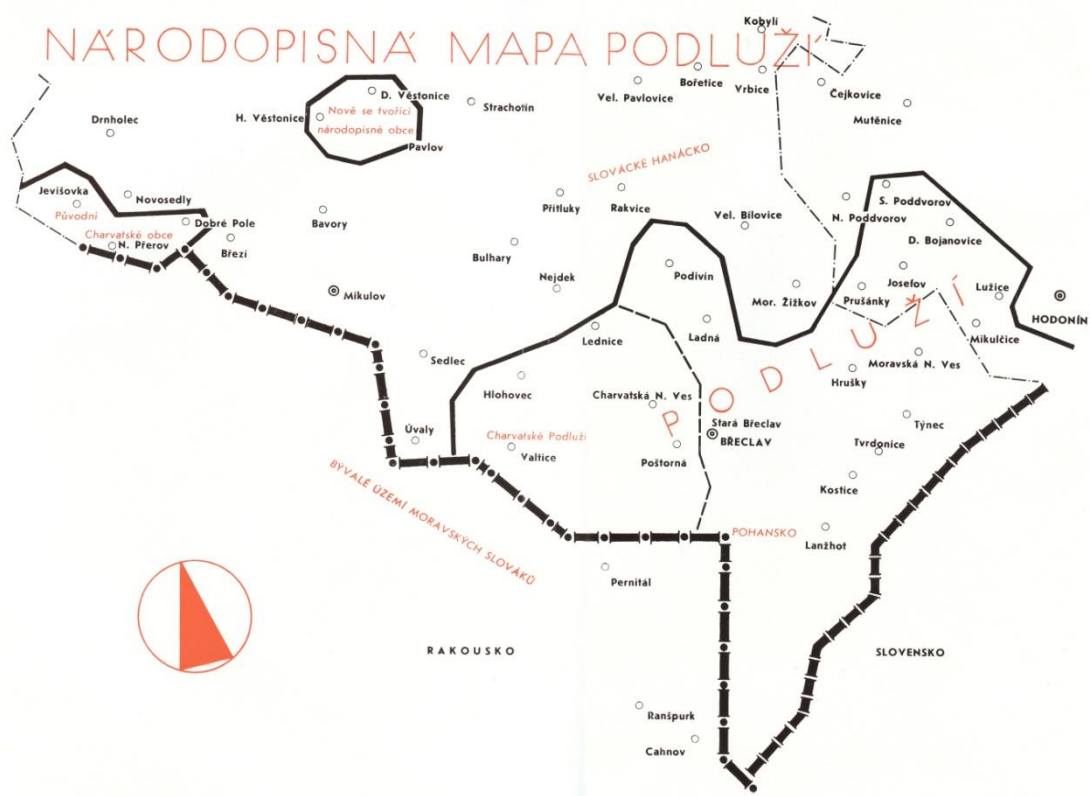 NÁRODOPISNÁ MAPA PODLUŽÍ
Kobylí
Bořetice
Vrbice
Vel. Pavlovice
Čejkovice
Mutěnice
D. Věstonice
Strachotín
H. Věstonice
Nově se tvořící
národopisné obce
Pavlov
Drnholec
SLOVÁCKÉ HANÁCKO
Jevišovka
Novosedly
Původní
Charvatské obce
Dobré Pole
N. Přerov
Březí
Bavory
Přítluky
Rakvice
Vel. Bílovice
S. Poddvorov
N. Poddvorov
D. Bojanovice
Bulhary
Nejdek
Podivín
Mor. Žižkov
Prušánky
Josefov
Lužice
HODONÍN
Mikulov
Mikulčice
Lednice
Ladná
PODLUŽÍ
Sedlec
Hlohovec
Moravská N. Ves
Hrušky
Charvatská N. Ves
Stará Břeclav
BŘECLAV
Týnec
Úvaly
Charvatské Podluží
Valtice
Poštorná
Tvrdonice
Kostice
BÝVALÉ ÚZEMÍ MORAVSKÝCH SLOVÁKŮ
POHANSKO
Lanžhot
Pernitál
RAKOUSKO
SLOVENSKO
Ranšpurk
Cahnov